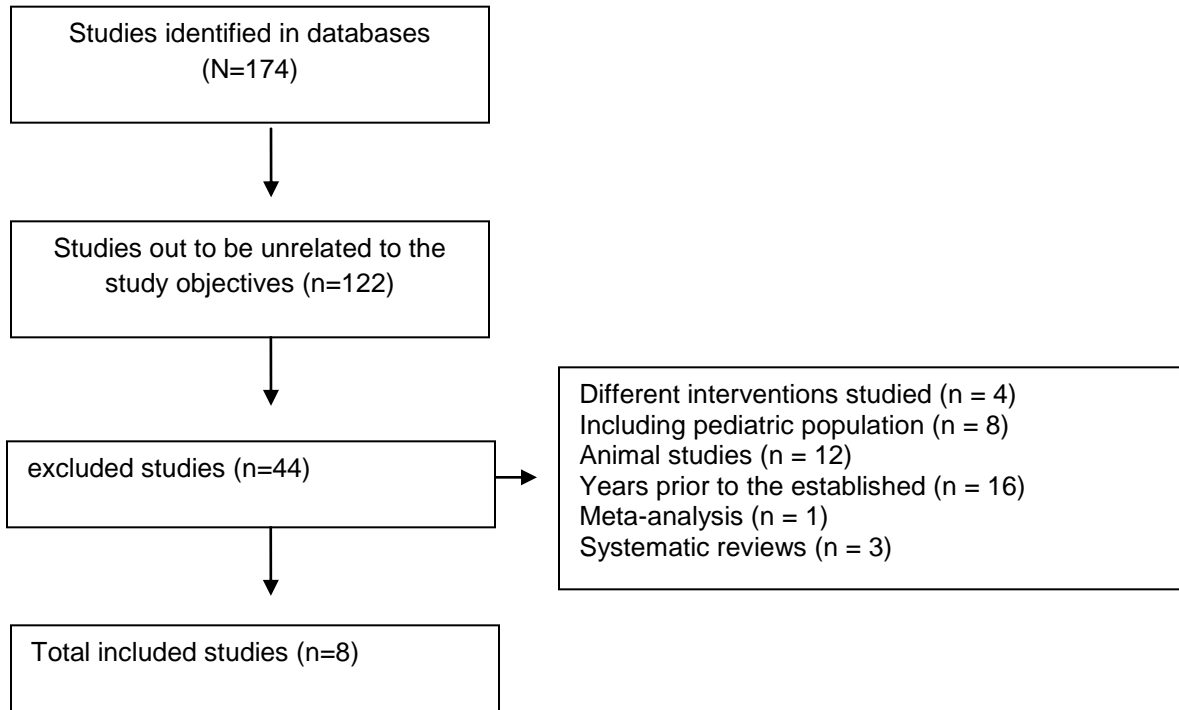 Studies identified in databases
(N=174)
Studies out to be unrelated to the
study objectives (n=122)
excluded studies (n=44)
Different interventions studied (n = 4)
Including pediatric population (n = 8)
Animal studies (n = 12)
Years prior to the established (n = 16)
Meta-analysis (n = 1)
Systematic reviews (n = 3)
Total included studies (n=8)